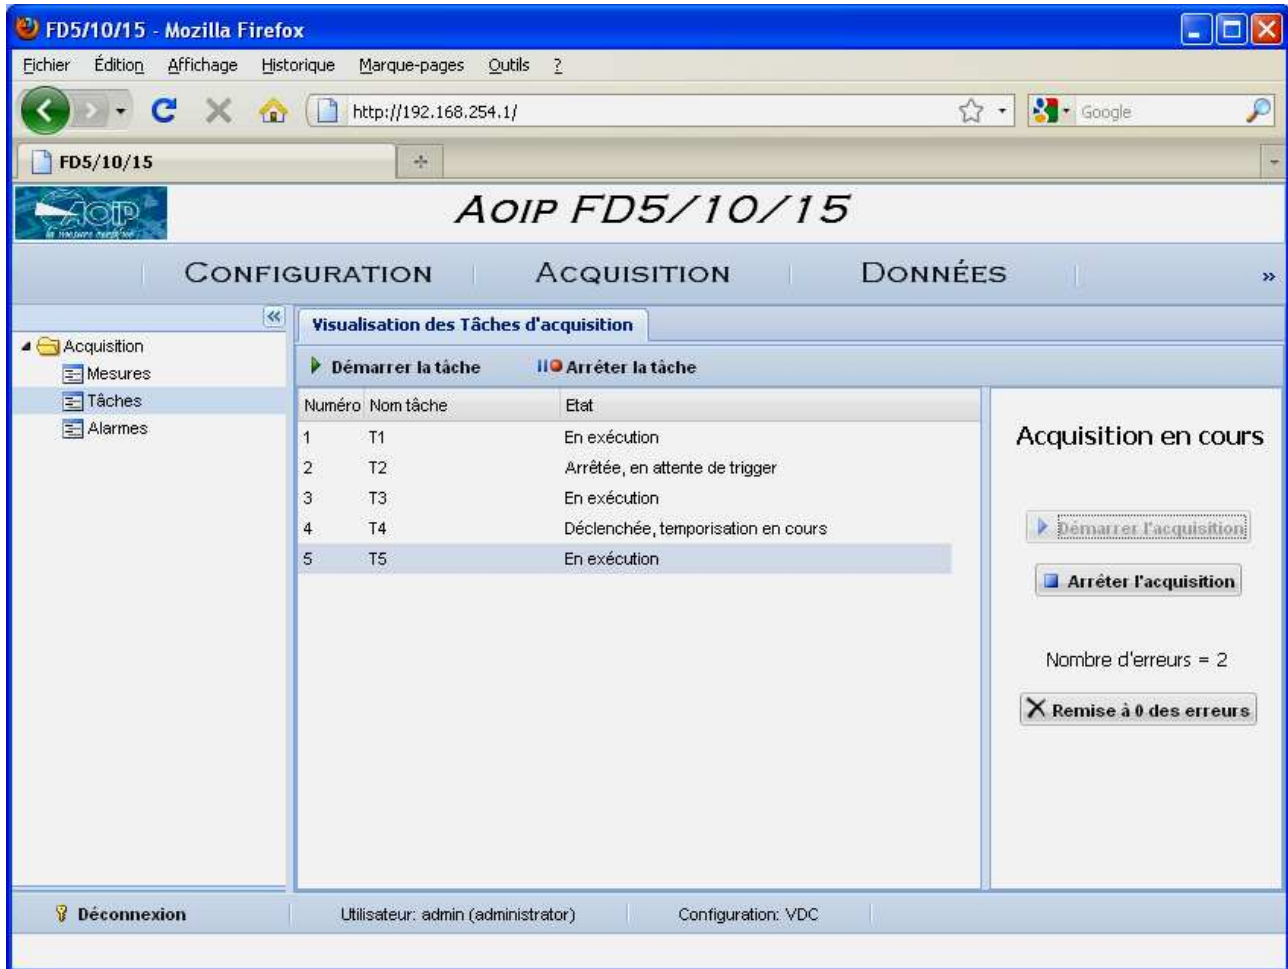 FD5/10/15 - Mozilla Firefox
Fichier Édition Affichage Historique Marque-pages Outils ?
http://192.168.254.1/ Google
FD5/10/15
AOIP
AOIP FD5/10/15
CONFIGURATION ACQUISITION DONNÉES »
Visualisation des Tâches d'acquisition
Acquisition
Mesures
Tâches
Alarmes
Démarrer la tâche Arrêter la tâche
Numéro Nom tâche Etat
1 T1 En exécution
2 T2 Arrêtée, en attente de trigger
3 T3 En exécution
4 T4 Déclenchée, temporisation en cours
5 T5 En exécution
Acquisition en cours
Démarrer l'acquisition
Arrêter l'acquisition
Nombre d'erreurs = 2
Remise à 0 des erreurs
Déconnexion Utilisateur: admin (administrator) Configuration: VDC